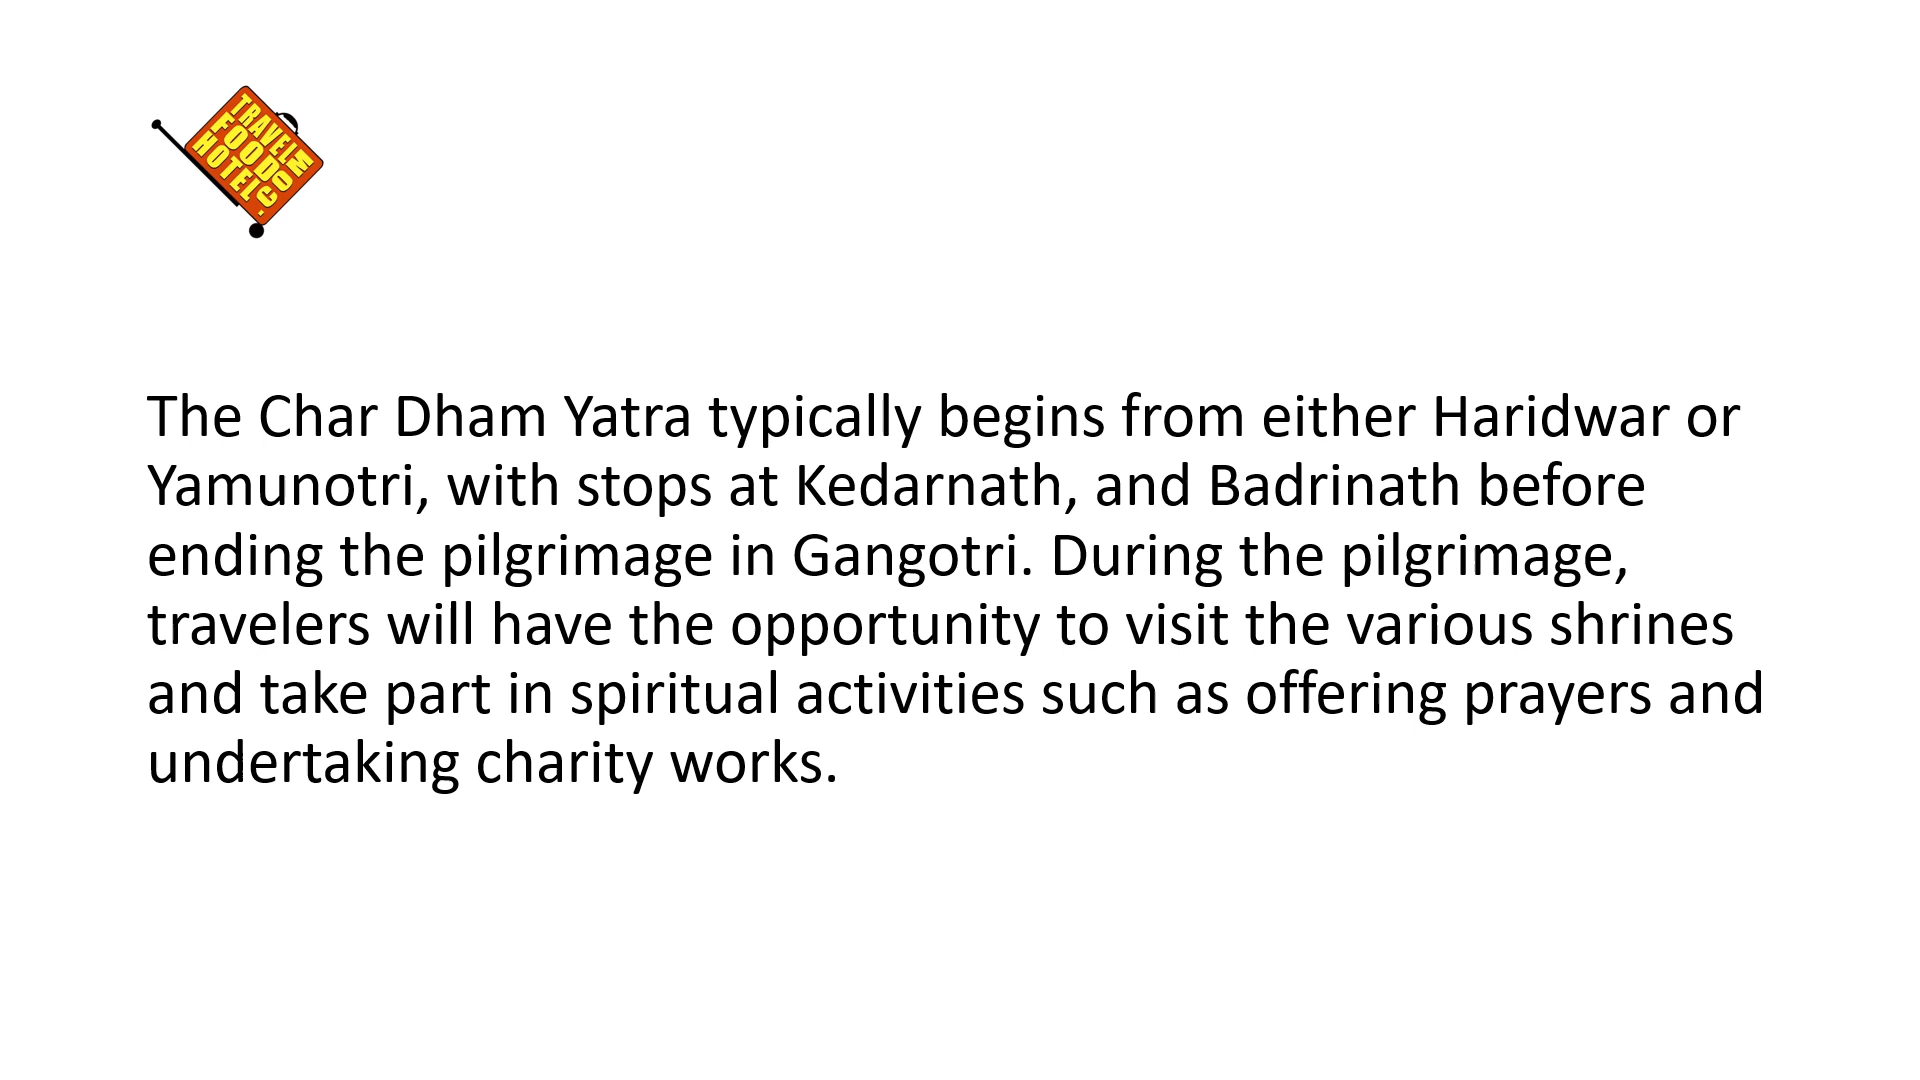 TRAVEL
FOOD
HOTEL
The Char Dham Yatra typically begins from either Haridwar or
Yamunotri, with stops at Kedarnath, and Badrinath before
ending the pilgrimage in Gangotri. During the pilgrimage,
travelers will have the opportunity to visit the various shrines
and take part in spiritual activities such as offering prayers and
undertaking charity works.